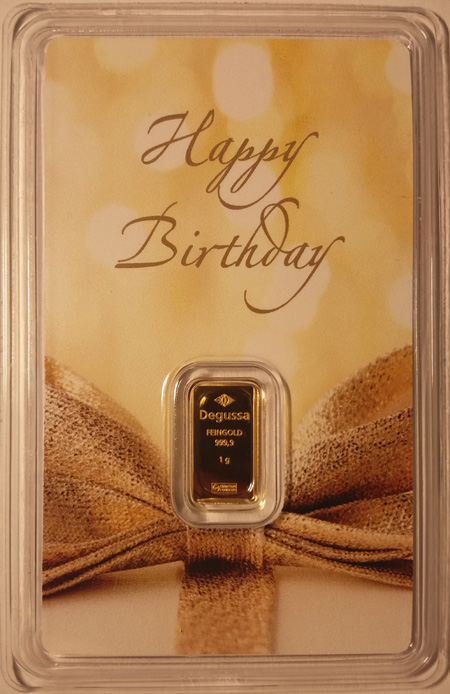 Happy
Birthday
Degussa
FEINGOLD
999,9
1 g